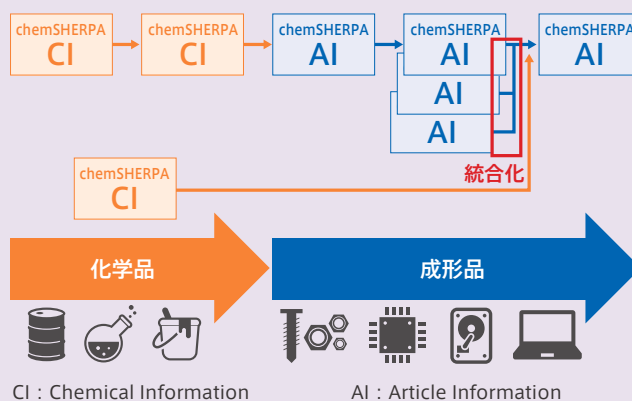 chemSHERPA
CI
chemSHERPA
CI
chemSHERPA
AI
chemSHERPA
AI
AI
AI
chemSHERPA
AI
統合化
chemSHERPA
CI
化学品
成形品
CI：Chemical Information
AI：Article Information